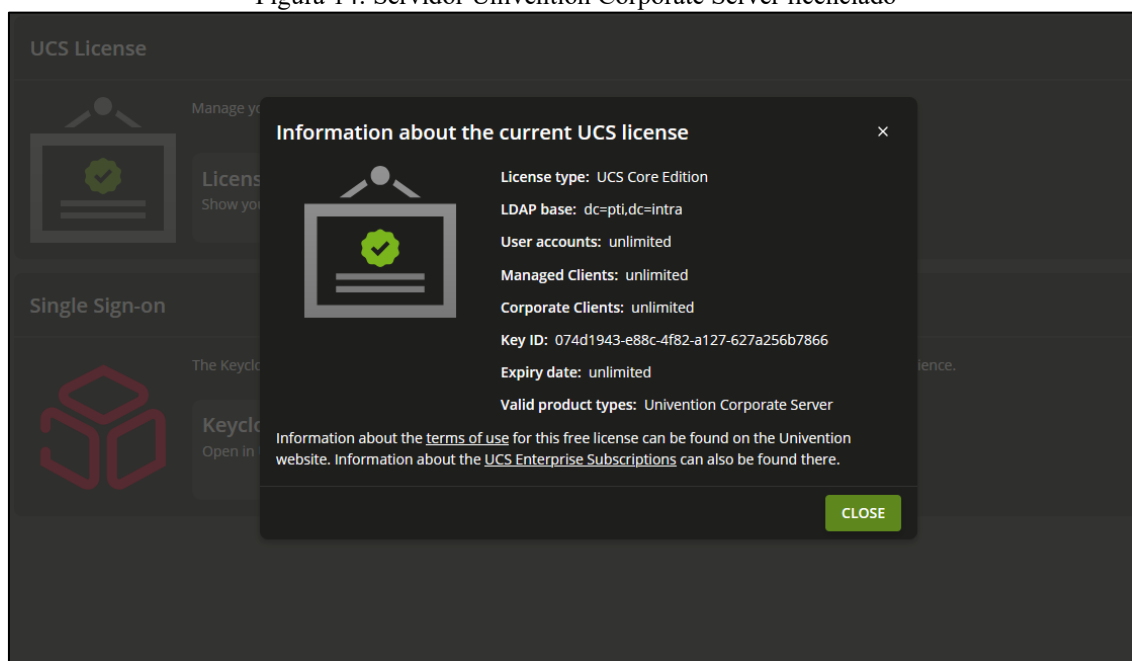 Figura 14: Servidor Univention Corporate Server licenciado
UCS License
Manage yo
Licens
Show you
Information about the current UCS license
×
License type: UCS Core Edition
LDAP base: dc=pti,dc=intra
User accounts: unlimited
Managed Clients: unlimited
Corporate Clients: unlimited
Key ID: 074d1943-e88c-4f82-a127-627a256b7866
Expiry date: unlimited
Valid product types: Univention Corporate Server
Information about the terms of use for this free license can be found on the Univention
website. Information about the UCS Enterprise Subscriptions can also be found there.
CLOSE
Single Sign-on
The Keyclo
ience.
Keyclo
Open in